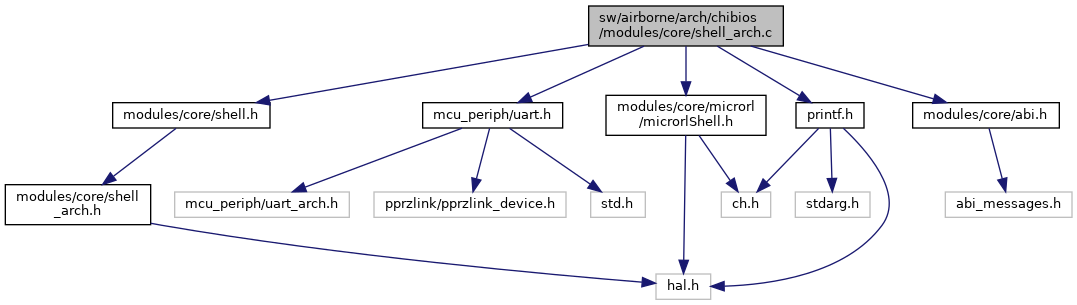 sw/airborne/arch/chibios
/modules/core/shell_arch.c
modules/core/shell.h
mcu_periph/uart.h
modules/core/microrl
/microrlShell.h
printf.h
modules/core/abi.h
modules/core/shell
_arch.h
mcu_periph/uart_arch.h
pprzlink/pprzlink_device.h
std.h
ch.h
stdarg.h
abi_messages.h
hal.h